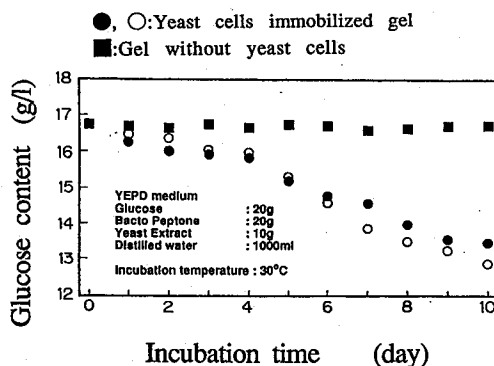 ●, ○:Yeast cells immobilized gel
■:Gel without yeast cells
Glucose content (g/l)
18
17
16
15
14
13
12
YEPD medium
Glucose : 20g
Bacto Peptone : 20g
Yeast Extract : 10g
Distilled water : 1000ml
Incubation temperature : 30°C
0 2 4 6 8 10
Incubation time (day)